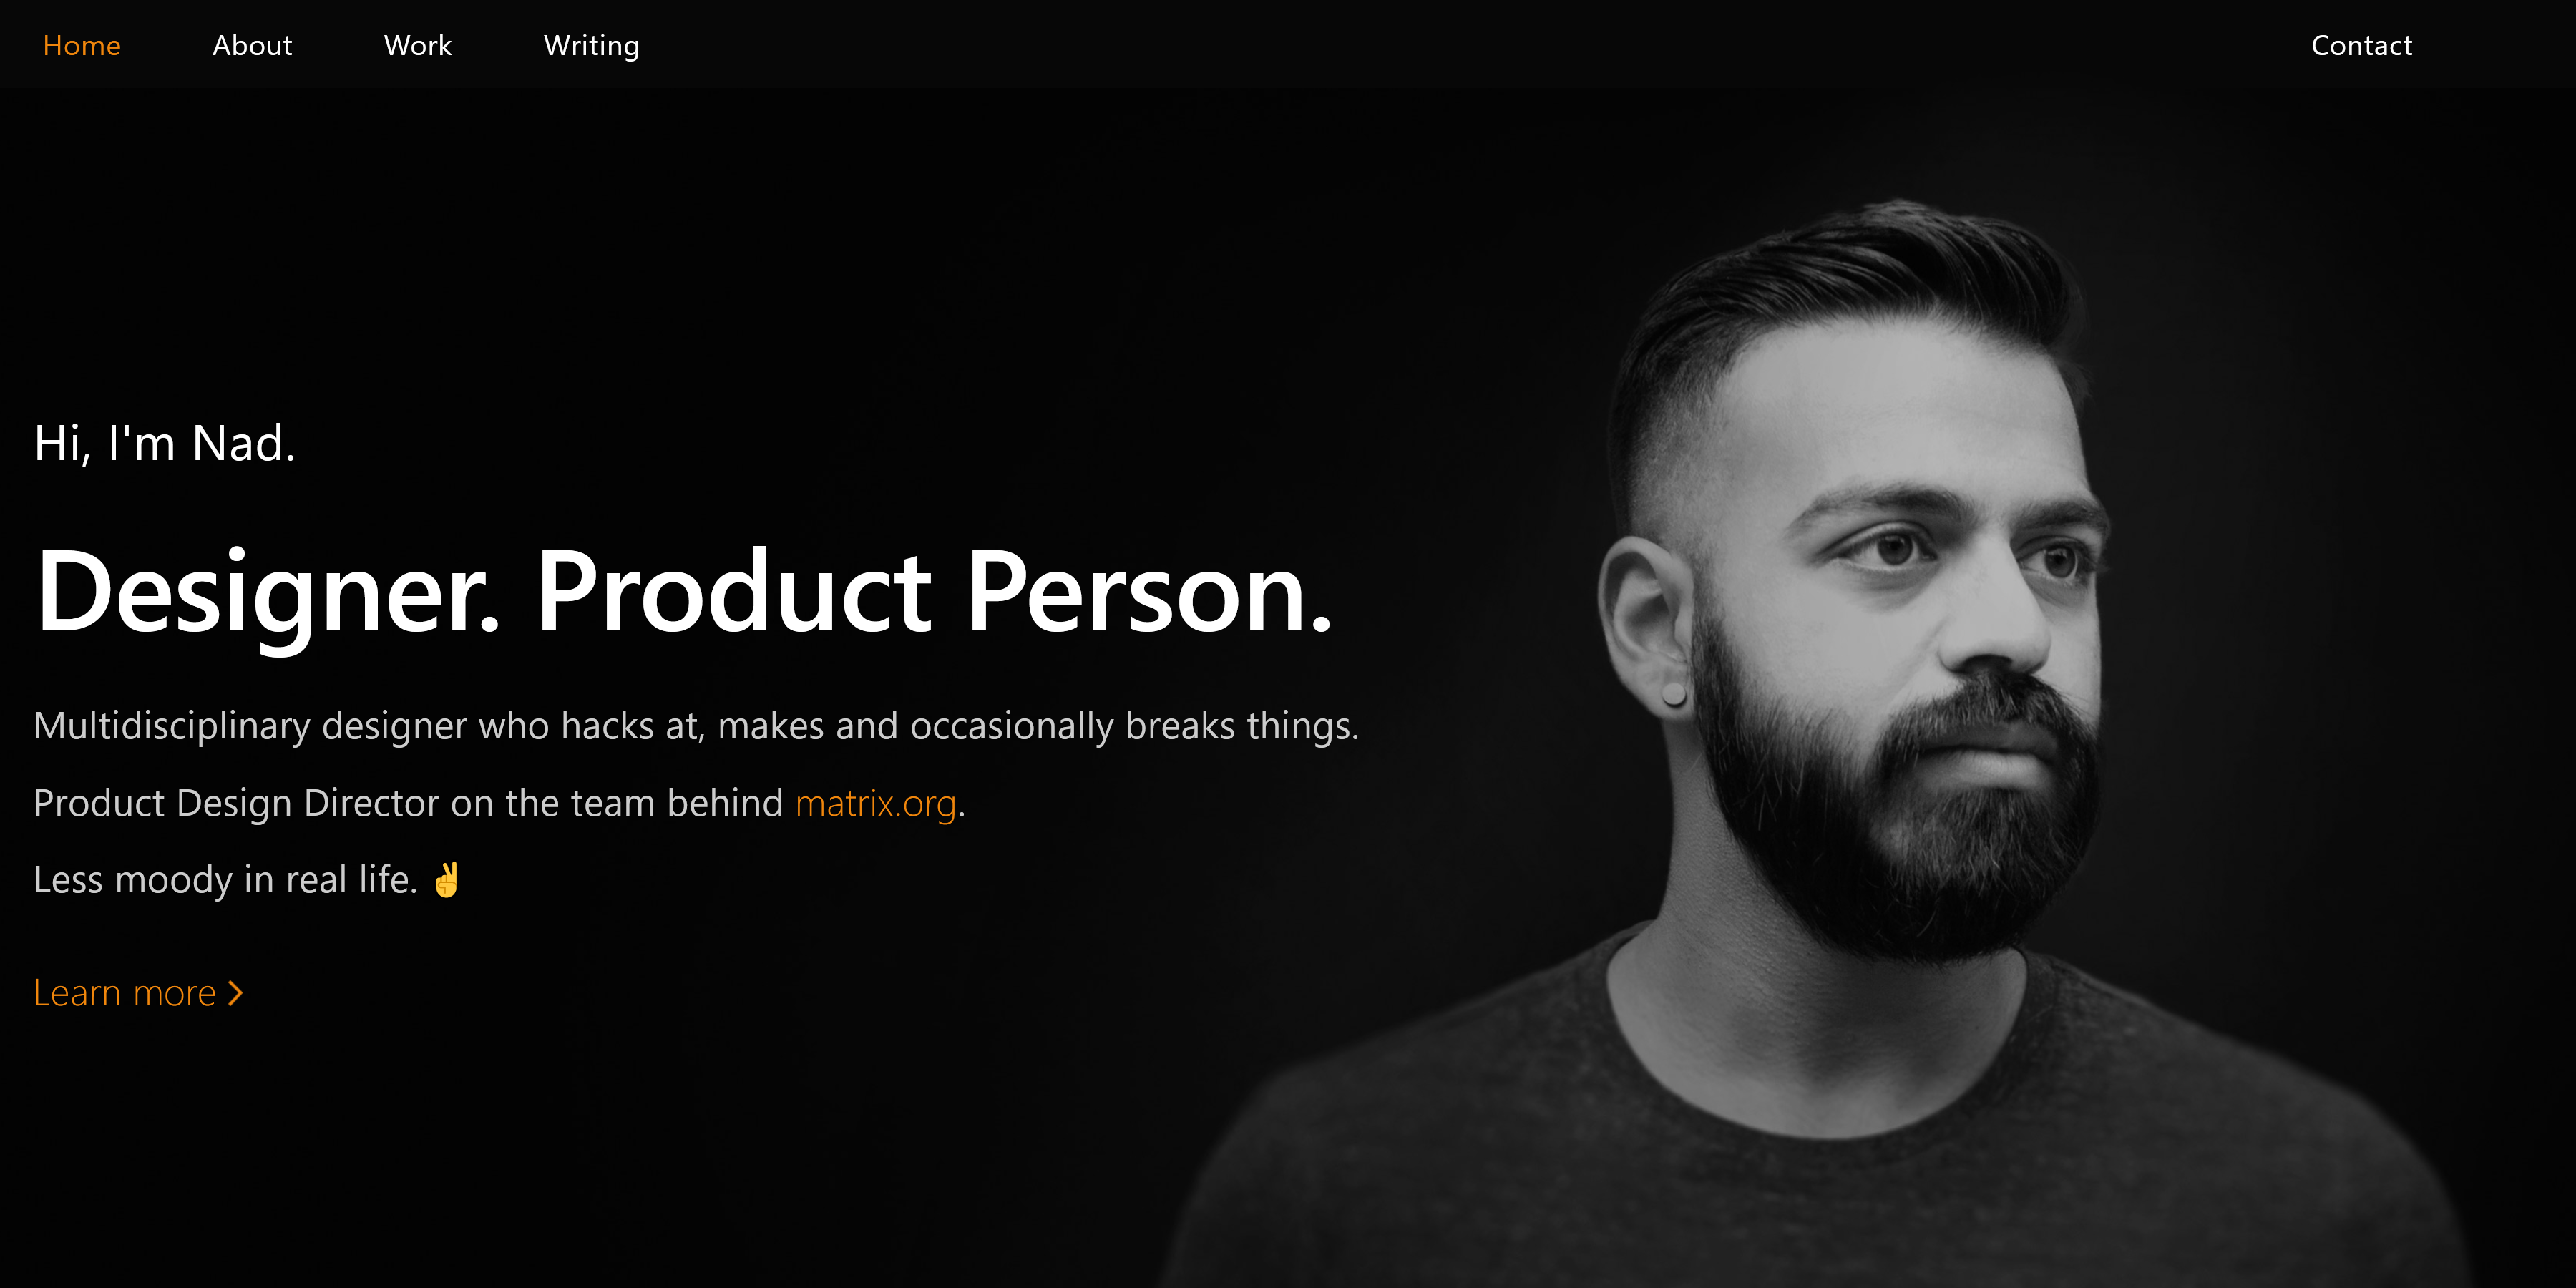 Home About Work Writing Contact
Hi, I'm Nad.
Designer. Product Person.
Multidisciplinary designer who hacks at, makes and occasionally breaks things.
Product Design Director on the team behind matrix.org.
Less moody in real life. ✌
Learn more >